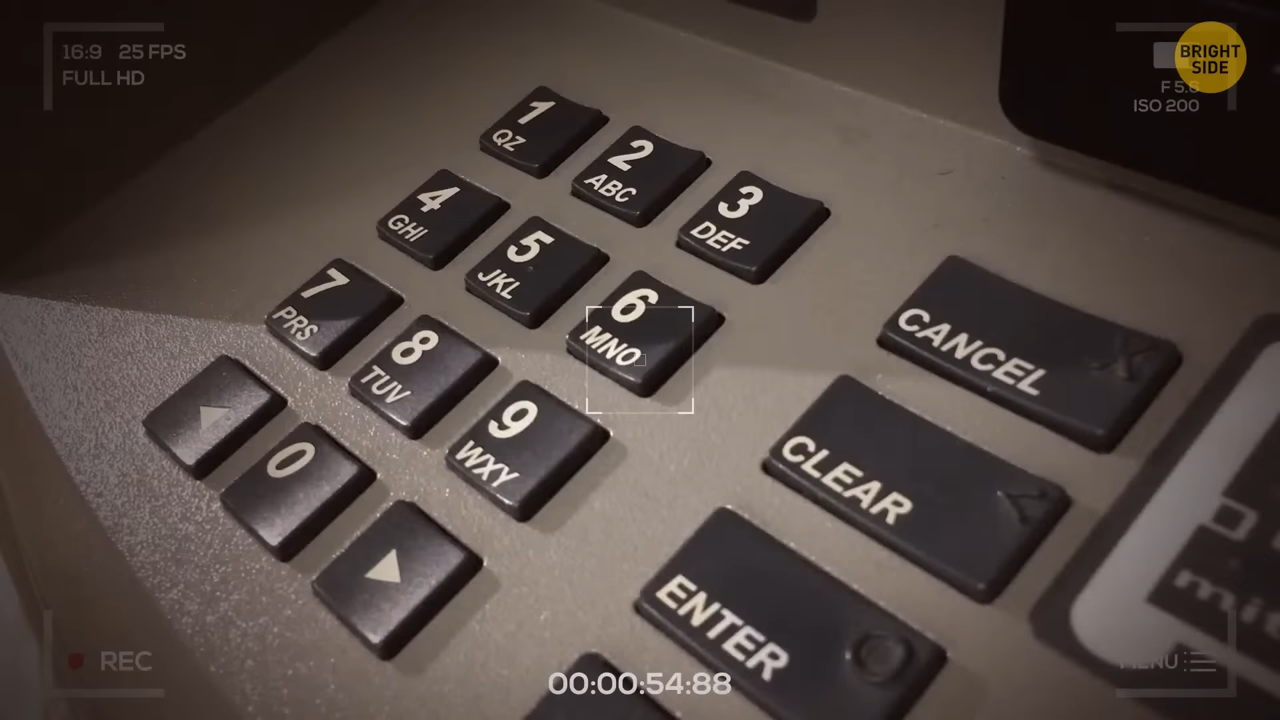 16:9 25 FPS
FULL HD
BRIGHT
SIDE
ISO 200
1
QZ
2
ABC
3
DEF
4
GHI
5
JKL
6
MNO
7
PRS
8
TUV
9
WXY
0
CANCEL
CLEAR
ENTER
REC
00:00:54:88
MENU